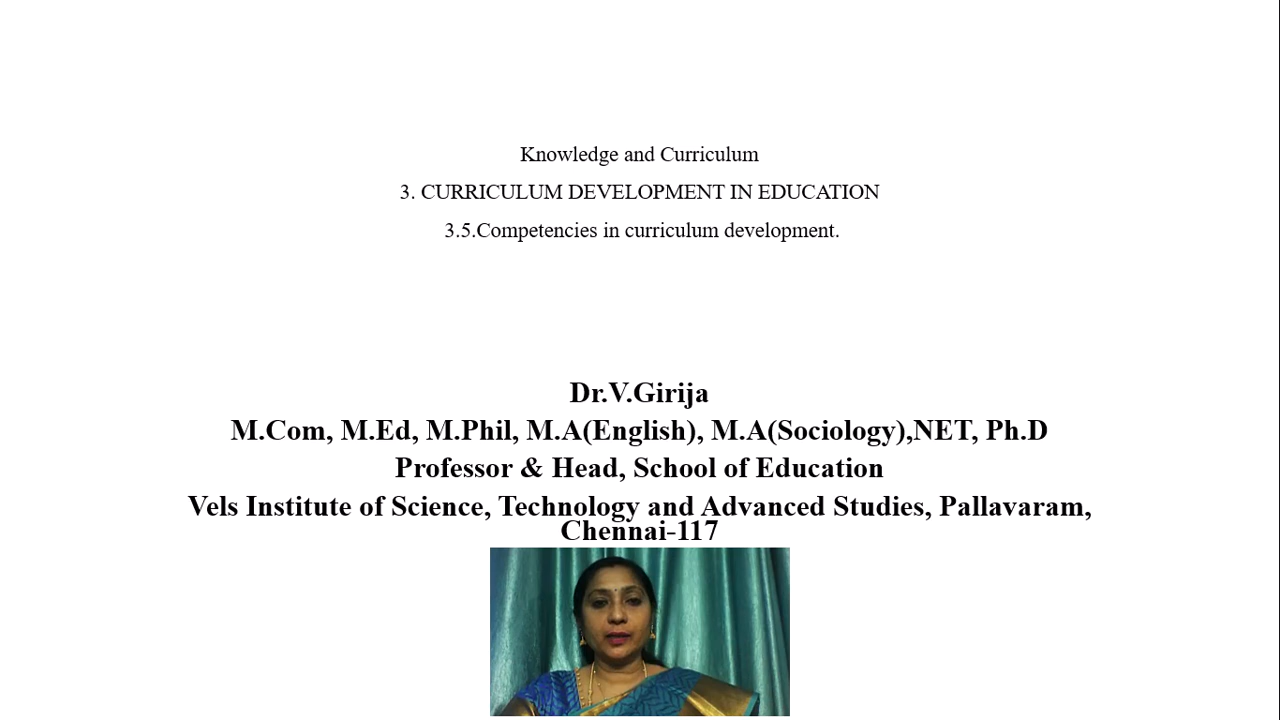 Knowledge and Curriculum
3. CURRICULUM DEVELOPMENT IN EDUCATION
3.5.Competencies in curriculum development.
Dr.V.Girija
M.Com, M.Ed, M.Phil, M.A(English), M.A(Sociology),NET, Ph.D
Professor & Head, School of Education
Vels Institute of Science, Technology and Advanced Studies, Pallavaram,
Chennai-117